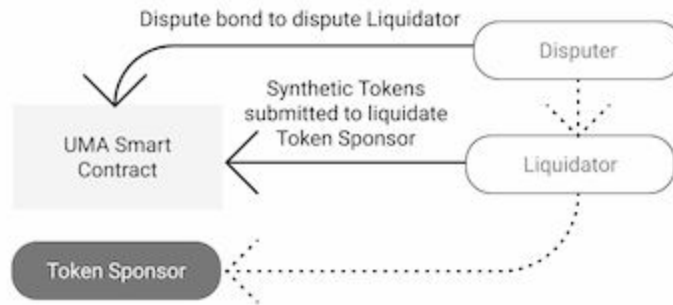 Dispute bond to dispute Liquidator
Disputer
Synthetic Tokens
submitted to liquidate
Token Sponsor
UMA Smart
Contract
Liquidator
Token Sponsor